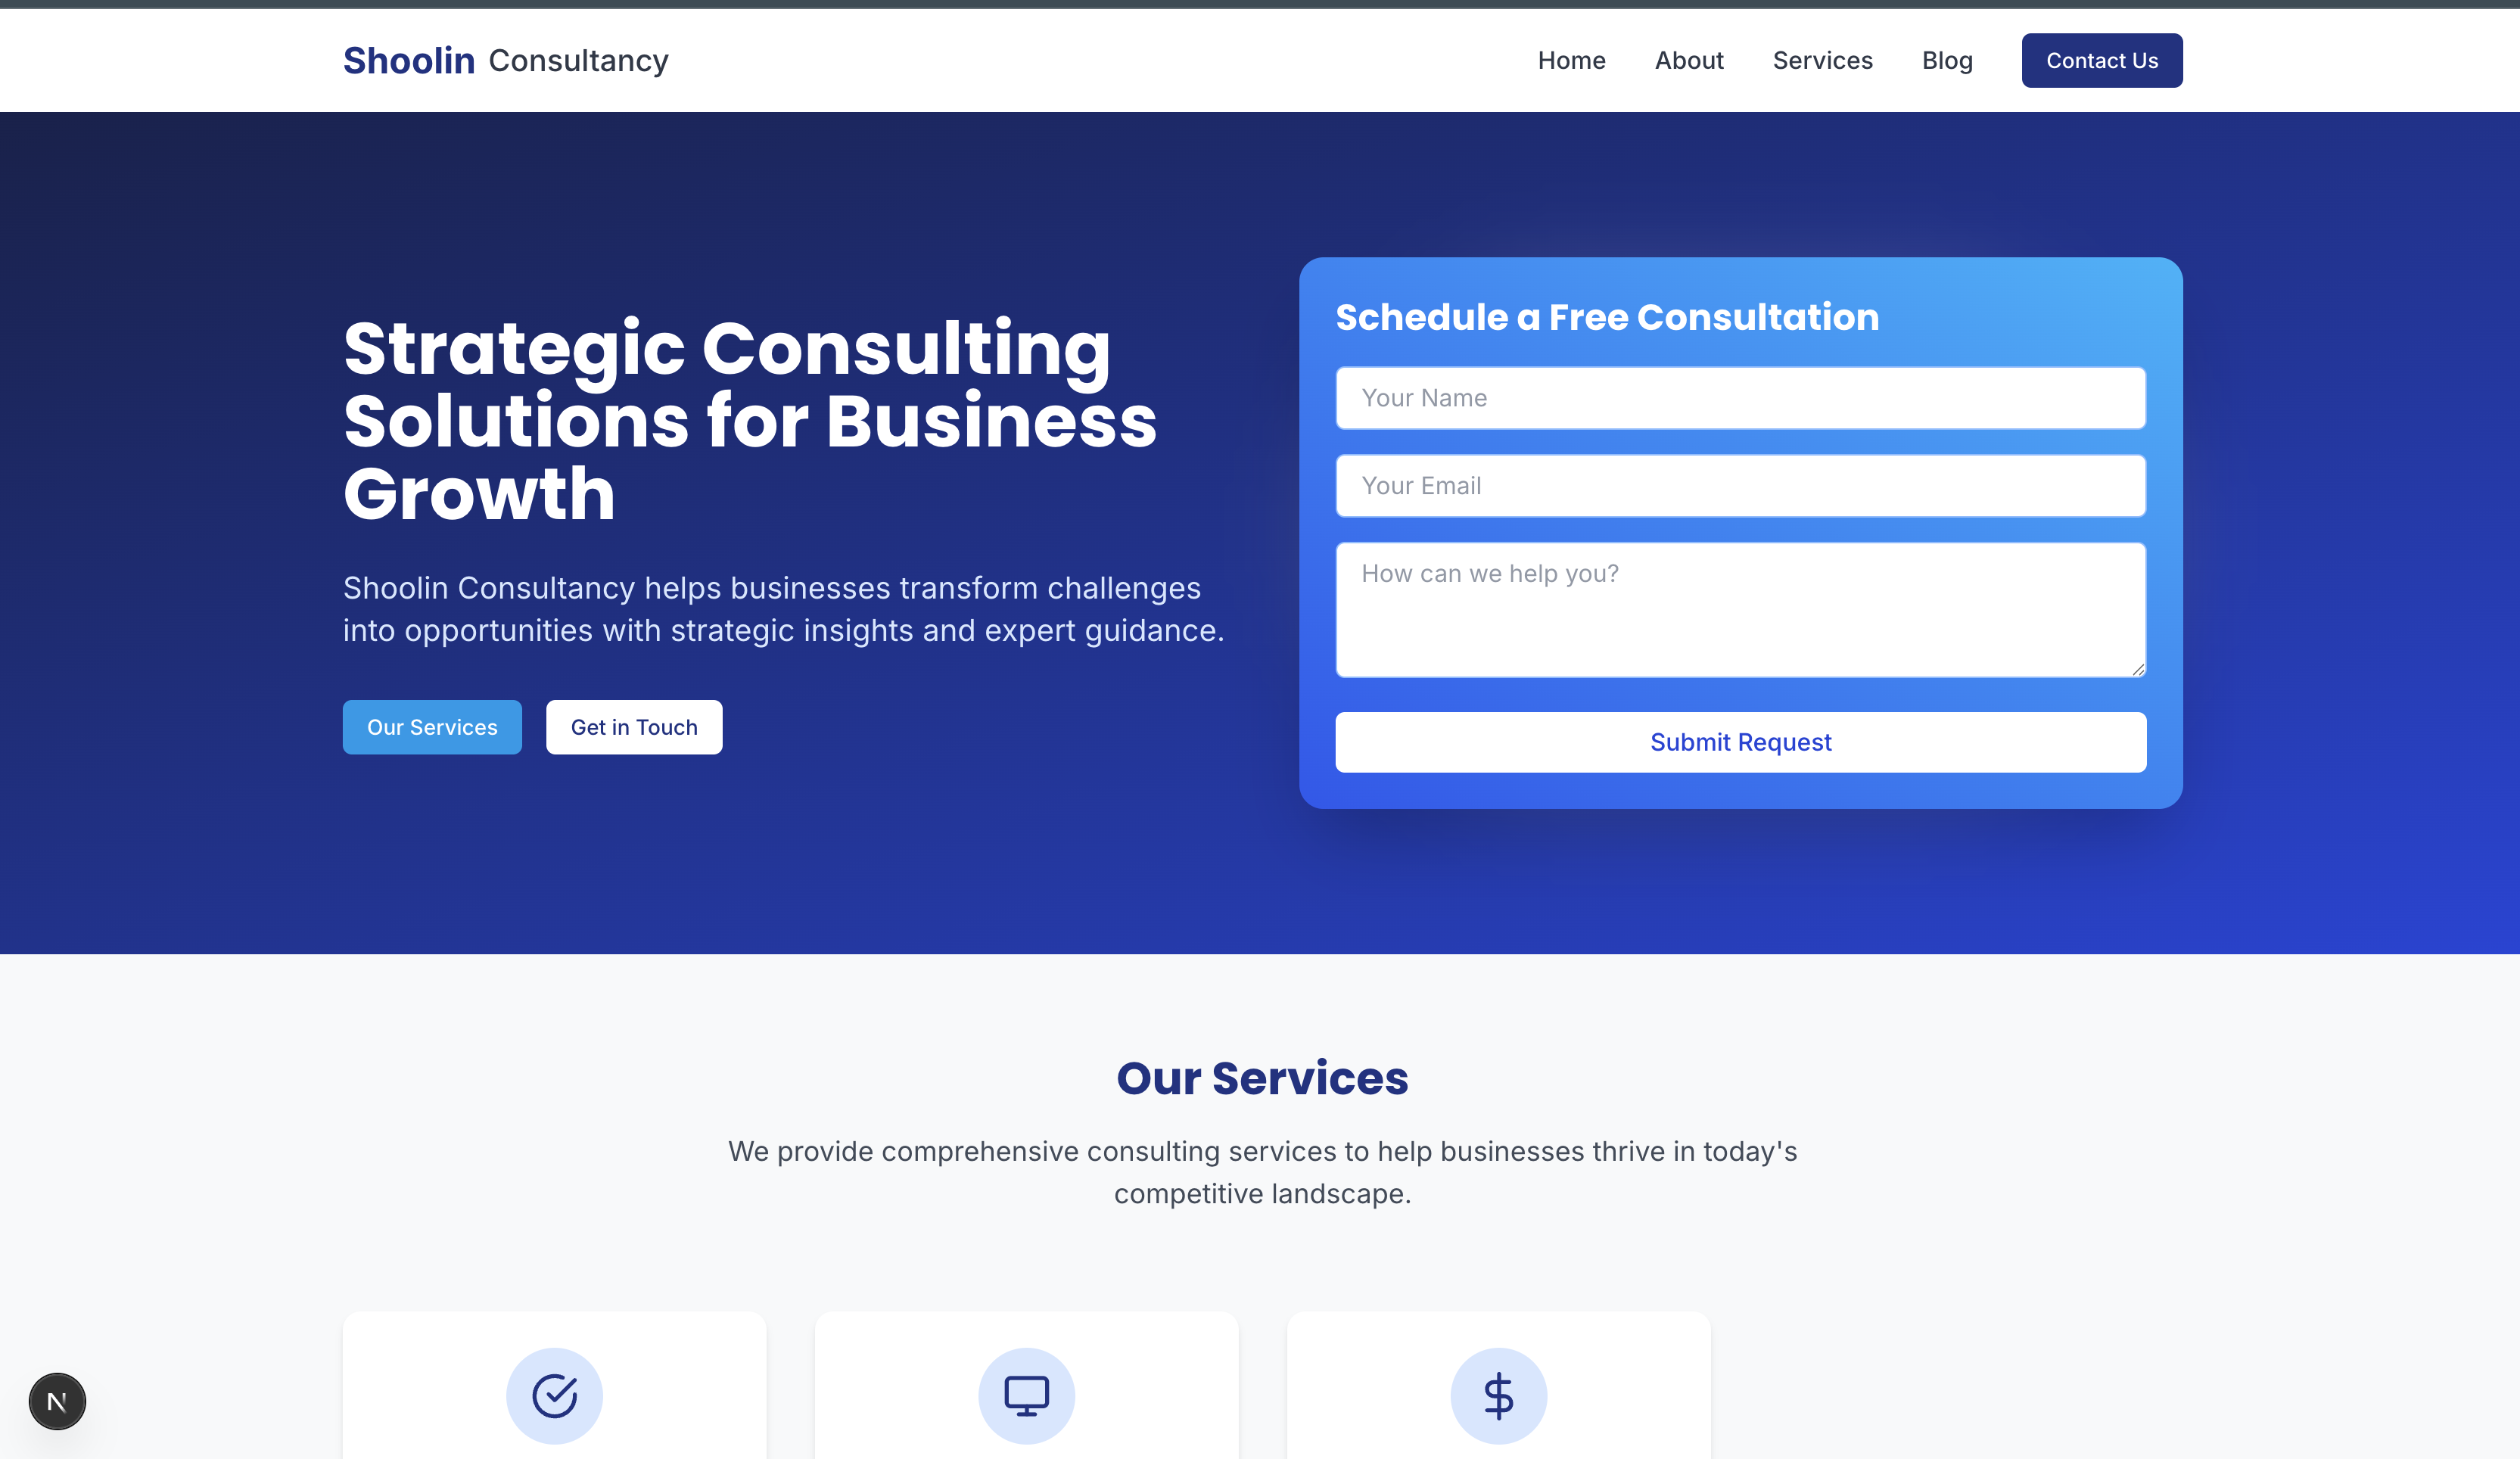 Shoolin Consultancy
Home About Services Blog Contact Us
Strategic Consulting
Solutions for Business
Growth
Shoolin Consultancy helps businesses transform challenges
into opportunities with strategic insights and expert guidance.
Our Services Get in Touch
Schedule a Free Consultation
Your Name
Your Email
How can we help you?
Submit Request
Our Services
We provide comprehensive consulting services to help businesses thrive in today's
competitive landscape.
N